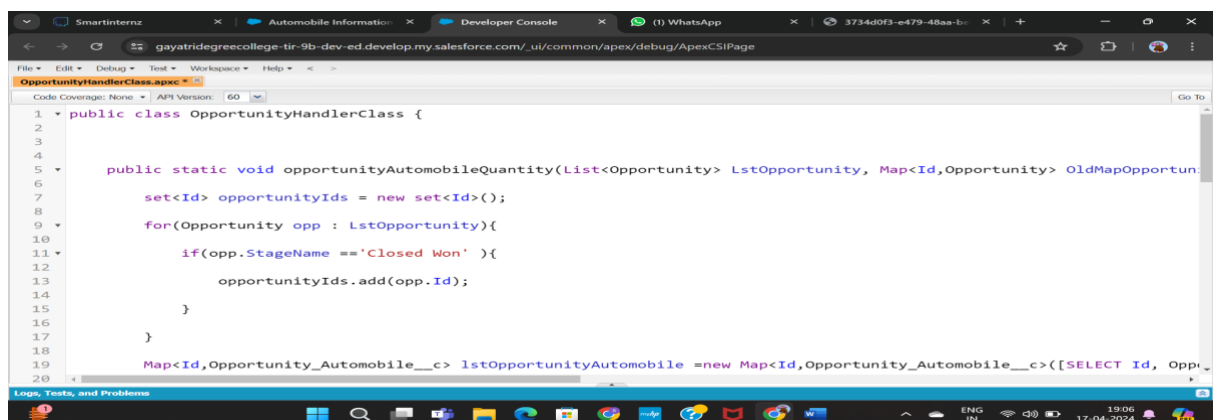 Smartinternz
Automobile Information
Developer Console
(1) WhatsApp
3734d0f3-e479-48aa-b
gayatridegreecollege-tir-9b-dev-ed.develop.my.salesforce.com/_ui/common/apex/debug/ApexCSIPage
File Edit Debug Test Workspace Help < >
OpportunityHandlerClass.apxc *
Code Coverage: None API Version: 60 Go To
1 public class OpportunityHandlerClass {
2
3
4
5 public static void opportunityAutomobileQuantity(List<Opportunity> LstOpportunity, Map<Id,Opportunity> OldMapOpportun
6
7 set<Id> opportunityIds = new set<Id>();
8
9 for(Opportunity opp : LstOpportunity){
10
11 if(opp.StageName =='Closed Won' ){
12
13 opportunityIds.add(opp.Id);
14
15 }
16
17 }
18
19 Map<Id,Opportunity_Automobile__c> lstOpportunityAutomobile =new Map<Id,Opportunity_Automobile__c>([SELECT Id, Opp
20
Logs, Tests, and Problems
ENG 19:06
IN 17-04-2024